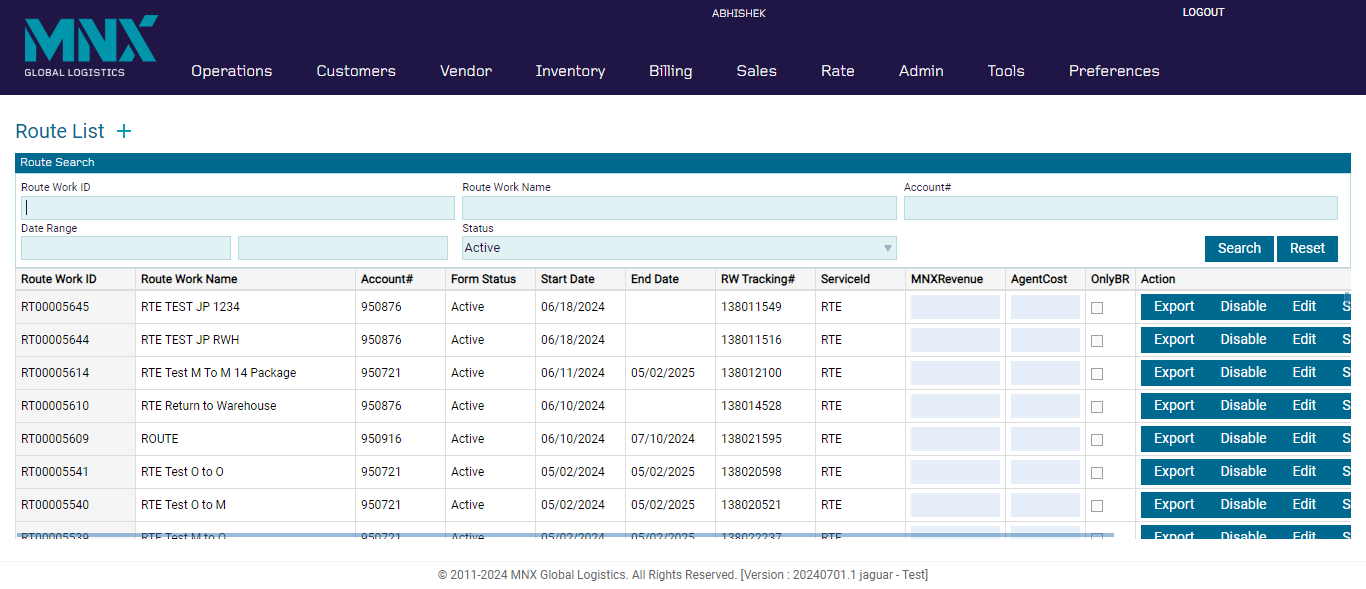 ABHISHEK LOGOUT
MNX
GLOBAL LOGISTICS
Operations Customers Vendor Inventory Billing Sales Rate Admin Tools Preferences
Route List +
Route Search
Route Work ID Route Work Name Account#
Date Range Status
Active Search Reset
Route Work ID Route Work Name Account# Form Status Start Date End Date RW Tracking# ServiceId MNXRevenue AgentCost OnlyBR Action
RT00005645 RTE TEST JP 1234 950876 Active 06/18/2024 138011549 RTE Export Disable Edit S
RT00005644 RTE TEST JP RWH 950876 Active 06/18/2024 138011516 RTE Export Disable Edit S
RT00005614 RTE Test M To M 14 Package 950721 Active 06/11/2024 05/02/2025 138012100 RTE Export Disable Edit S
RT00005610 RTE Return to Warehouse 950876 Active 06/10/2024 138014528 RTE Export Disable Edit S
RT00005609 ROUTE 950916 Active 06/10/2024 07/10/2024 138021595 RTE Export Disable Edit S
RT00005541 RTE Test O to O 950721 Active 05/02/2024 05/02/2025 138020598 RTE Export Disable Edit S
RT00005540 RTE Test O to M 950721 Active 05/02/2024 05/02/2025 138020521 RTE Export Disable Edit S
RT00005539 RTE Test M to O 950721 Active 05/02/2024 05/02/2025 138022237 RTE Export Disable Edit S
© 2011-2024 MNX Global Logistics. All Rights Reserved. [Version : 20240701.1 jaguar - Test]